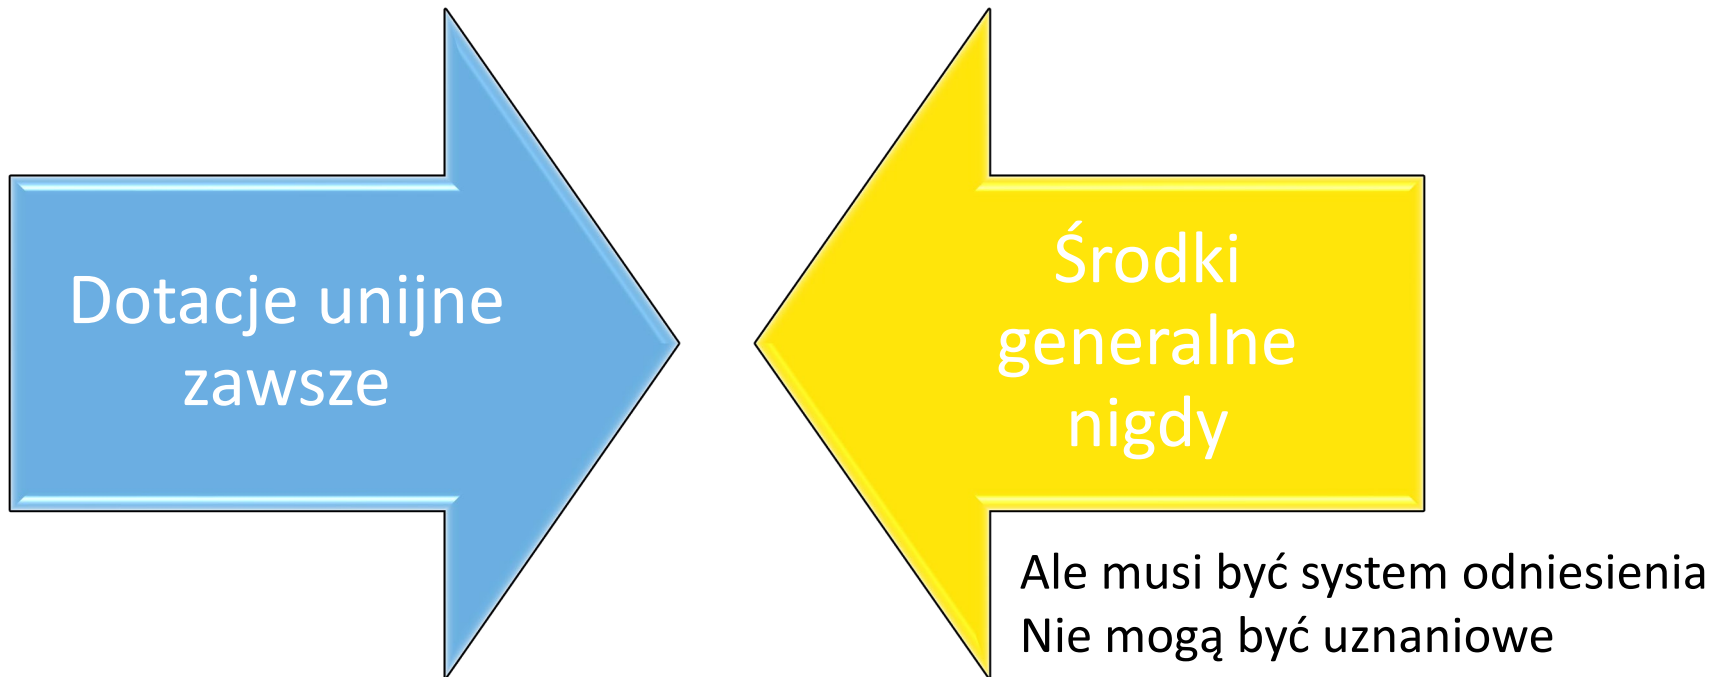 Dotacje unijne
zawsze
Środki
generalne
nigdy
Ale musi być system odniesienia
Nie mogą być uznaniowe